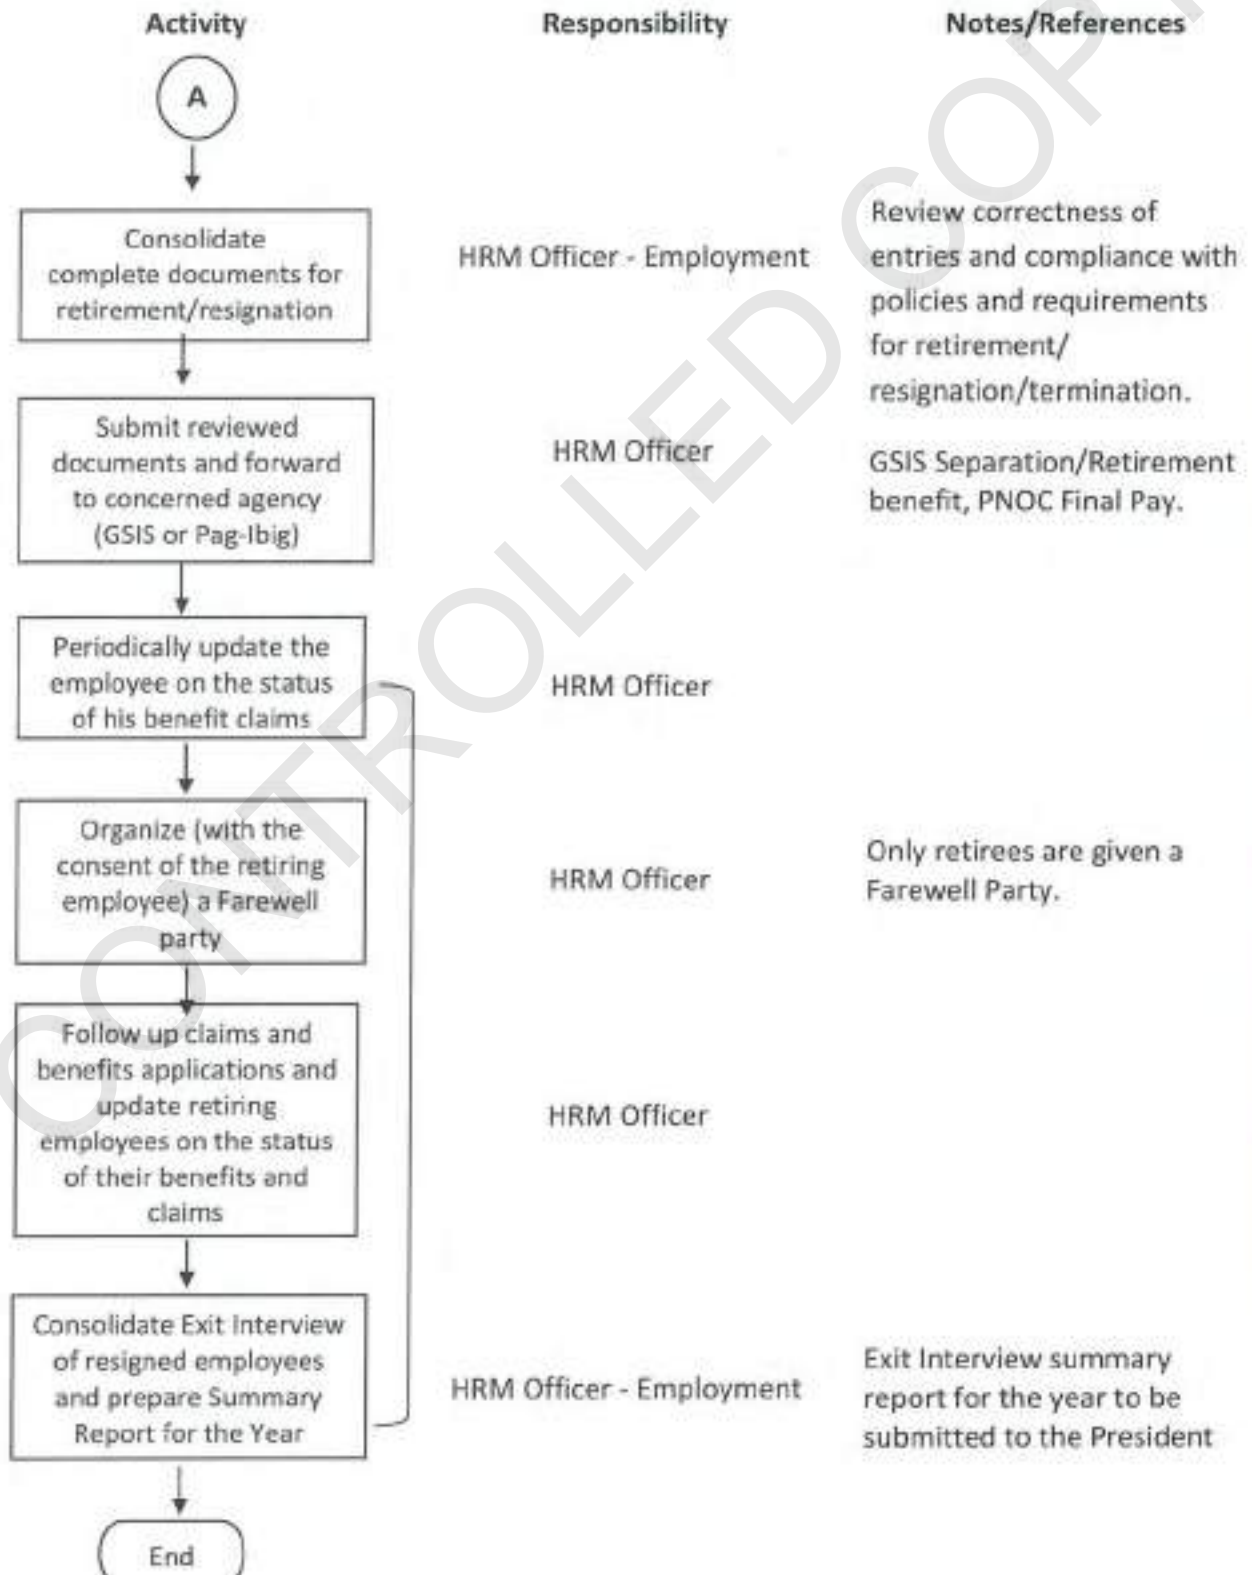 Activity
Responsibility
Notes/References
A
Consolidate
complete documents for
retirement/resignation
HRM Officer - Employment
Review correctness of
entries and compliance with
policies and requirements
for retirement/
resignation/termination.
Submit reviewed
documents and forward
to concerned agency
(GSIS or Pag-Ibig)
HRM Officer
GSIS Separation/Retirement
benefit, PNOC Final Pay.
Periodically update the
employee on the status
of his benefit claims
HRM Officer
Organize (with the
consent of the retiring
employee) a Farewell
party
HRM Officer
Only retirees are given a
Farewell Party.
Follow up claims and
benefits applications and
update retiring
employees on the status
of their benefits and
claims
HRM Officer
Consolidate Exit Interview
of resigned employees
and prepare Summary
Report for the Year
HRM Officer - Employment
Exit Interview summary
report for the year to be
submitted to the President
End
CONTROLLED COPY